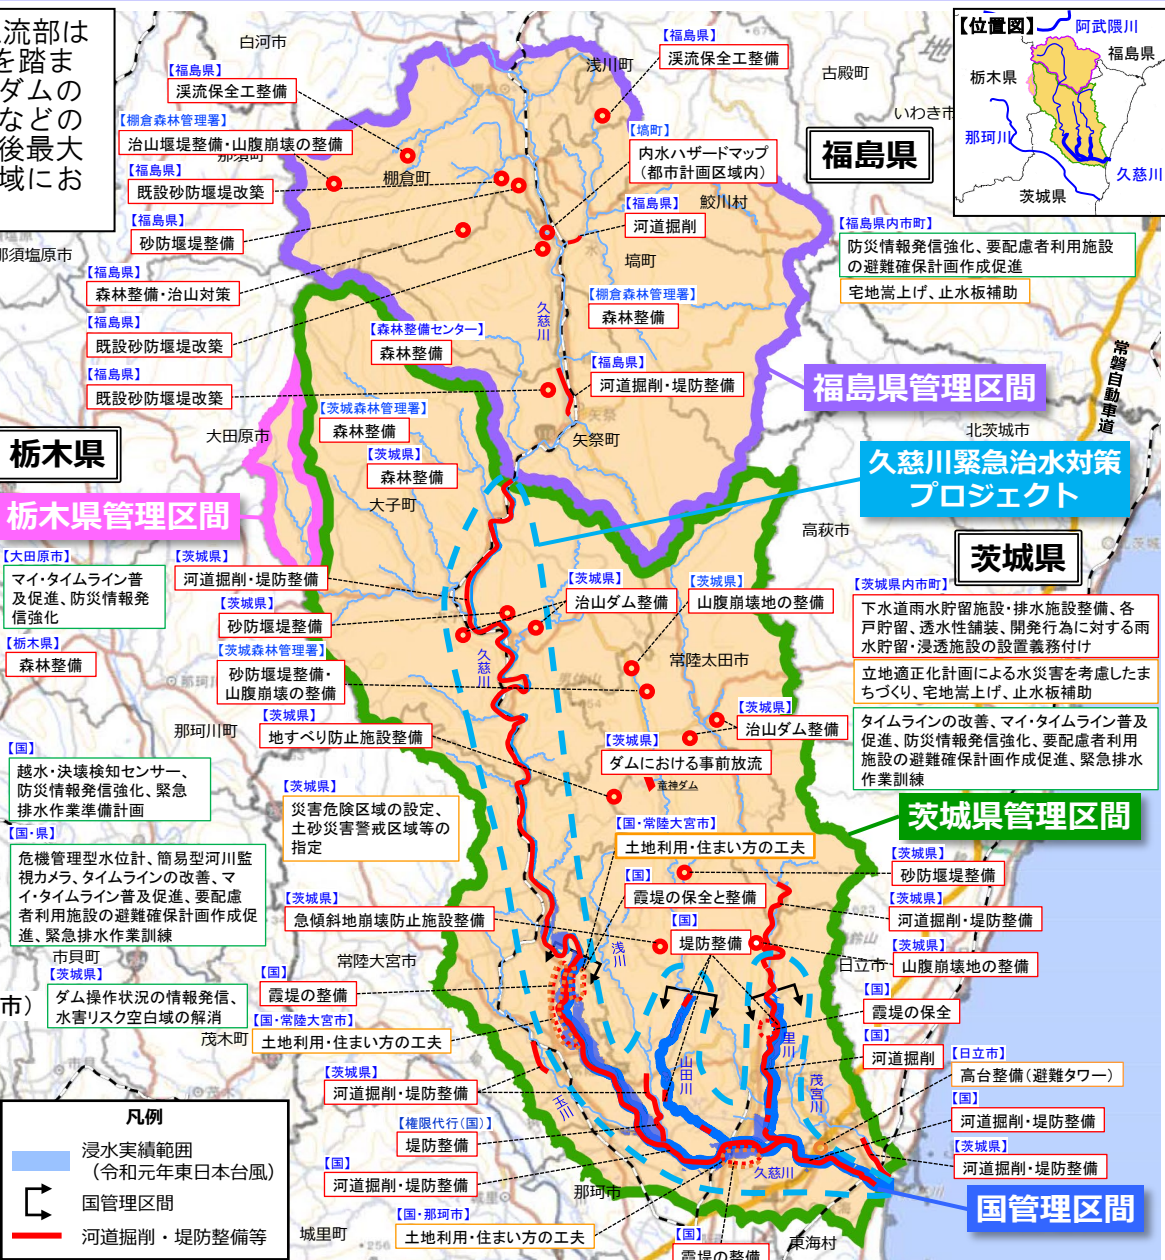 流部は
を踏ま
ダムの
などの
後最大
域にお
白河市
【福島県】
渓流保全工整備
浅川町
【福島県】
渓流保全工整備
古殿町
いわき市
【位置図】
阿武隈川
福島県
栃木県
那珂川
久慈川
茨城県
【棚倉森林管理署】
治山堰堤整備・山腹崩壊の整備
那須町
棚倉町
【塙町】
内水ハザードマップ
（都市計画区域内）
福島県
【福島県】
既設砂防堰堤改築
【福島県】
河道掘削
鮫川村
【福島県】
砂防堰堤整備
那須塩原市
塙町
【福島県内市町】
防災情報発信強化、要配慮者利用施設
の避難確保計画作成促進
宅地嵩上げ、止水板補助
【福島県】
森林整備・治山対策
【棚倉森林管理署】
森林整備
久慈川
【福島県】
既設砂防堰堤改築
【森林整備センター】
森林整備
【福島県】
既設砂防堰堤改築
【福島県】
河道掘削・堤防整備
常磐自動車道
福島県管理区間
【茨城森林管理署】
森林整備
大田原市
矢祭町
北茨城市
栃木県
【茨城県】
森林整備
久慈川緊急治水対策
プロジェクト
栃木県管理区間
大子町
高萩市
茨城県
【大田原市】
マイ・タイムライン普
及促進、防災情報発
信強化
【茨城県】
河道掘削・堤防整備
【茨城県】
治山ダム整備
【茨城県】
山腹崩壊地の整備
【茨城県内市町】
下水道雨水貯留施設・排水施設整備、各
戸貯留、透水性舗装、開発行為に対する雨
水貯留・浸透施設の設置義務付け
立地適正化計画による水災害を考慮したま
ちづくり、宅地嵩上げ、止水板補助
タイムラインの改善、マイ・タイムライン普及
促進、防災情報発信強化、要配慮者利用
施設の避難確保計画作成促進、緊急排水
作業訓練
【茨城県】
砂防堰堤整備
【栃木県】
森林整備
【茨城森林管理署】
砂防堰堤整備・
山腹崩壊の整備
久慈川
常陸太田市
那珂川町
【茨城県】
地すべり防止施設整備
【茨城県】
治山ダム整備
【茨城県】
ダムにおける事前放流
竜神ダム
【国】
越水・決壊検知センサー、
防災情報発信強化、緊急
排水作業準備計画
【茨城県】
災害危険区域の設定、
土砂災害警戒区域等の
指定
茨城県管理区間
【国・県】
危機管理型水位計、簡易型河川監
視カメラ、タイムラインの改善、マ
イ・タイムライン普及促進、要配慮
者利用施設の避難確保計画作成促
進、緊急排水作業訓練
【国・常陸大宮市】
土地利用・住まい方の工夫
【茨城県】
砂防堰堤整備
【国】
霞堤の保全と整備
【茨城県】
急傾斜地崩壊防止施設整備
【茨城県】
河道掘削・堤防整備
【国】
堤防整備
浅川
市貝町
常陸大宮市
日立市
【茨城県】
山腹崩壊地の整備
【茨城県】
ダム操作状況の情報発信、
水害リスク空白域の解消
市）
茂木町
【国】
霞堤の整備
【国】
霞堤の保全
【国・常陸大宮市】
土地利用・住まい方の工夫
【国】
河道掘削
里川
山田川
茂宮川
【日立市】
高台整備（避難タワー）
【茨城県】
河道掘削・堤防整備
玉川
【国】
河道掘削・堤防整備
【権限代行（国）】
堤防整備
【茨城県】
河道掘削・堤防整備
【国】
河道掘削・堤防整備
久慈川
那珂市
国管理区間
【国・那珂市】
土地利用・住まい方の工夫
【国】
霞堤の整備
東海村
城里町
凡例
浸水実績範囲
（令和元年東日本台風）
国管理区間
河道掘削・堤防整備等